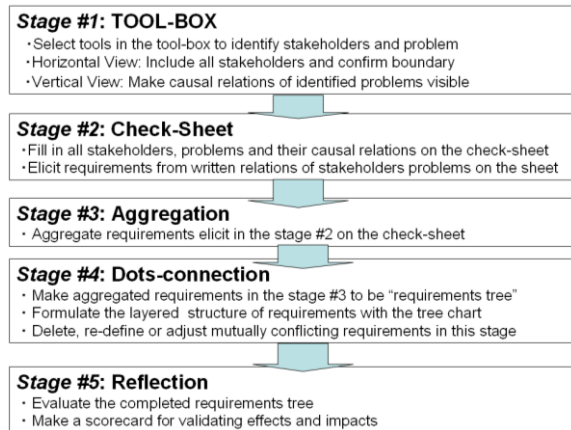 Stage #1: TOOL-BOX
・Select tools in the tool-box to identify stakeholders and problem
・Horizontal View: Include all stakeholders and confirm boundary
・Vertical View: Make causal relations of identified problems visible
Stage #2: Check-Sheet
・Fill in all stakeholders, problems and their causal relations on the check-sheet
・Elicit requirements from written relations of stakeholders problems on the sheet
Stage #3: Aggregation
・ Aggregate requirements elicit in the stage #2 on the check-sheet
Stage #4: Dots-connection
・ Make aggregated requirements in the stage #3 to be “requirements tree”
・ Formulate the layered structure of requirements with the tree chart
・ Delete, re-define or adjust mutually conflicting requirements in this stage
Stage #5: Reflection
・ Evaluate the completed requirements tree
・ Make a scorecard for validating effects and impacts